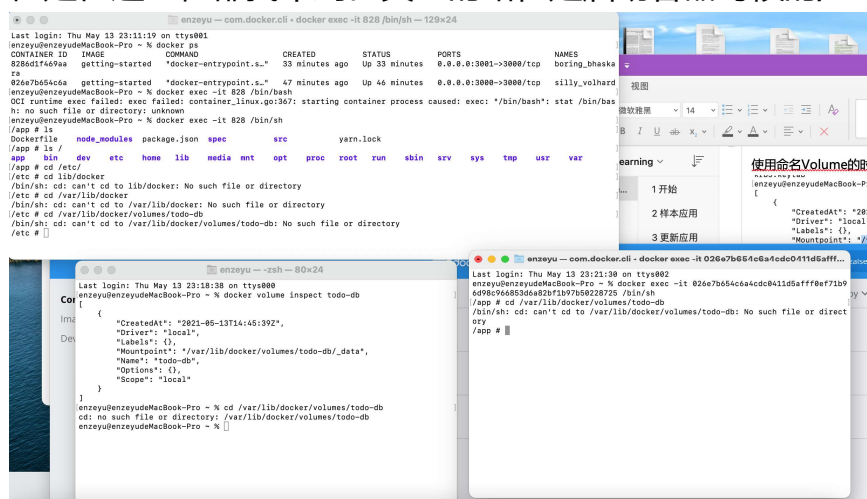 enzeyu — com.docker.cli • docker exec -it 828 /bin/sh — 129×24
Last login: Thu May 13 23:11:19 on ttys001
enzeyu@enzeyudeMacBook-Pro ~ % docker ps
CONTAINER ID   IMAGE             COMMAND                  CREATED          STATUS          PORTS                    NAMES
8286d1f469aa   getting-started   "docker-entrypoint.s…"   33 minutes ago   Up 33 minutes   0.0.0.0:3001->3000/tcp   boring_bhaska
ra
026e7b654c6a   getting-started   "docker-entrypoint.s…"   47 minutes ago   Up 46 minutes   0.0.0.0:3000->3000/tcp   silly_volhard
enzeyu@enzeyudeMacBook-Pro ~ % docker exec -it 828 /bin/bash
OCI runtime exec failed: exec failed: container_linux.go:367: starting container process caused: exec: "/bin/bash": stat /bin/bas
h: no such file or directory: unknown
enzeyu@enzeyudeMacBook-Pro ~ % docker exec -it 828 /bin/sh
/app # ls
Dockerfile    node_modules  package.json  spec          src           yarn.lock
/app # ls /
app    bin    dev    etc    home   lib    media  mnt    opt    proc   root   run    sbin   srv    sys    tmp    usr    var
/app # cd /etc/
/etc # cd lib/docker
/bin/sh: cd: can't cd to lib/docker: No such file or directory
/etc # cd /var/lib/docker
/bin/sh: cd: can't cd to /var/lib/docker: No such file or directory
/etc # cd /var/lib/docker/volumes/todo-db
/bin/sh: cd: can't cd to /var/lib/docker/volumes/todo-db: No such file or directory
/etc #
视图
微软雅黑 14
B I U ab x₂ A
earning
1 开始
2 样本应用
3 更新应用
使用命名Volume的时
[
{
"CreatedAt": "202
"Driver": "local
"Labels": {},
"Mountpoint": "/
enzeyu — -zsh — 80×24
Last login: Thu May 13 23:18:38 on ttys000
enzeyu@enzeyudeMacBook-Pro ~ % docker volume inspect todo-db
[
    {
        "CreatedAt": "2021-05-13T14:45:39Z",
        "Driver": "local",
        "Labels": {},
        "Mountpoint": "/var/lib/docker/volumes/todo-db/_data",
        "Name": "todo-db",
        "Options": {},
        "Scope": "local"
    }
]
enzeyu@enzeyudeMacBook-Pro ~ % cd /var/lib/docker/volumes/todo-db
cd: no such file or directory: /var/lib/docker/volumes/todo-db
enzeyu@enzeyudeMacBook-Pro ~ %
enzeyu — com.docker.cli - docker exec -it 026e7b654c6a4cdc0411d5afff...
Last login: Thu May 13 23:21:30 on ttys002
enzeyu@enzeyudeMacBook-Pro ~ % docker exec -it 026e7b654c6a4cdc0411d5afff0ef71b9
6d98c966853d6a82bf1b97b50228725 /bin/sh
/app # cd /var/lib/docker/volumes/todo-db
/bin/sh: cd: can't cd to /var/lib/docker/volumes/todo-db: No such file or direct
ory
/app #